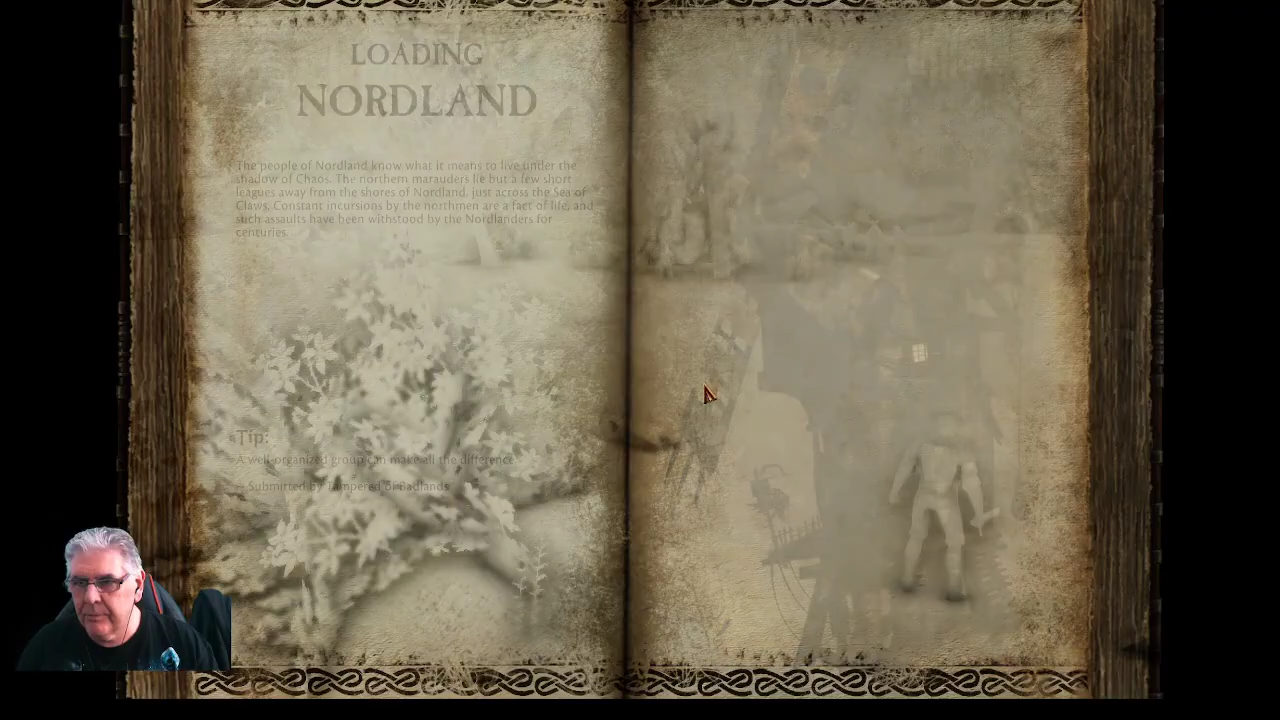 LOADING
NORDLAND
The people of Nordland know what it means to live under the
shadow of Chaos. The northern marauders lie but a few short
leagues away from the shores of Nordland, just across the Sea of
Claws. Constant incursions by the northmen are a fact of life, and
such assaults have been withstood by the Nordlanders for
centuries.
Tip:
A well-organized group can make all the difference.
-- Submitted by Tampered of Badlands